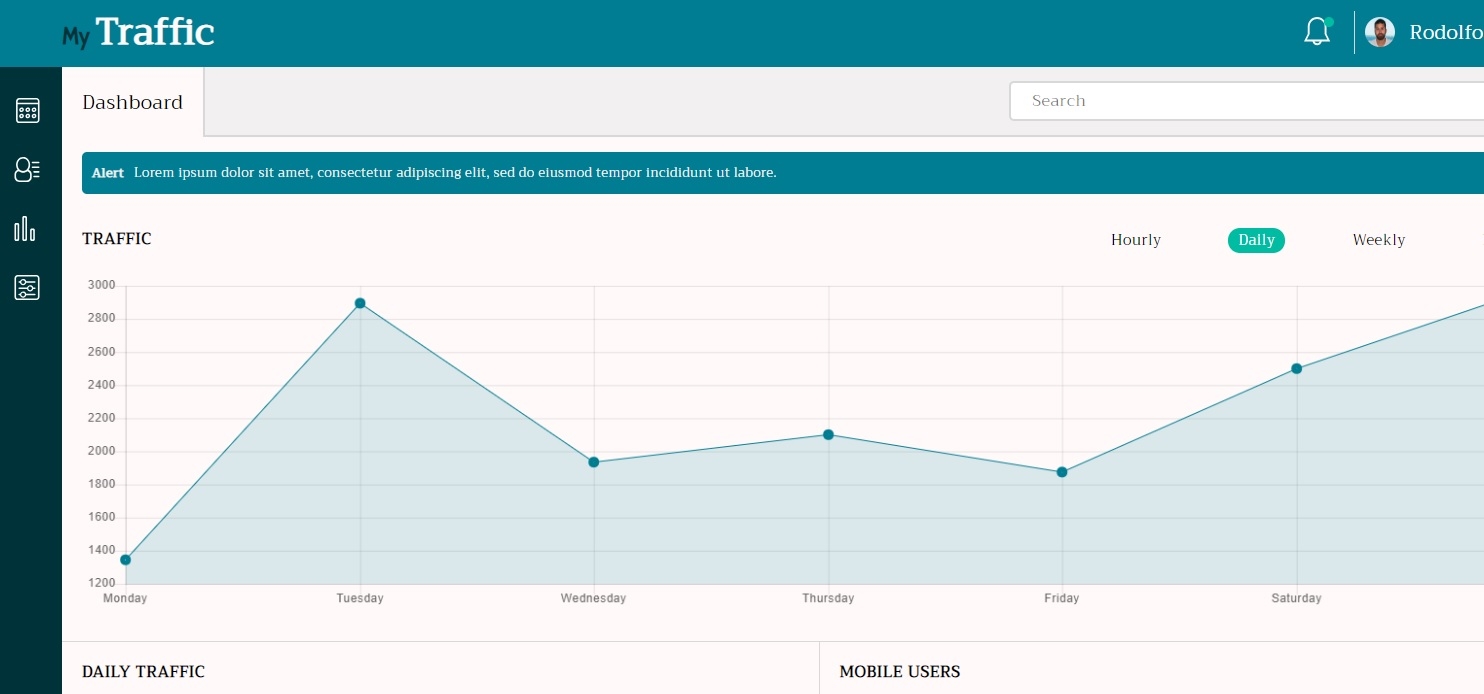 My Traffic
Rodolfo
Dashboard
Search
Alert Lorem ipsum dolor sit amet, consectetur adipiscing elit, sed do eiusmod tempor incididunt ut labore.
TRAFFIC
Hourly Daily Weekly
3000
2800
2600
2400
2200
2000
1800
1600
1400
1200
Monday Tuesday Wednesday Thursday Friday Saturday
DAILY TRAFFIC
MOBILE USERS